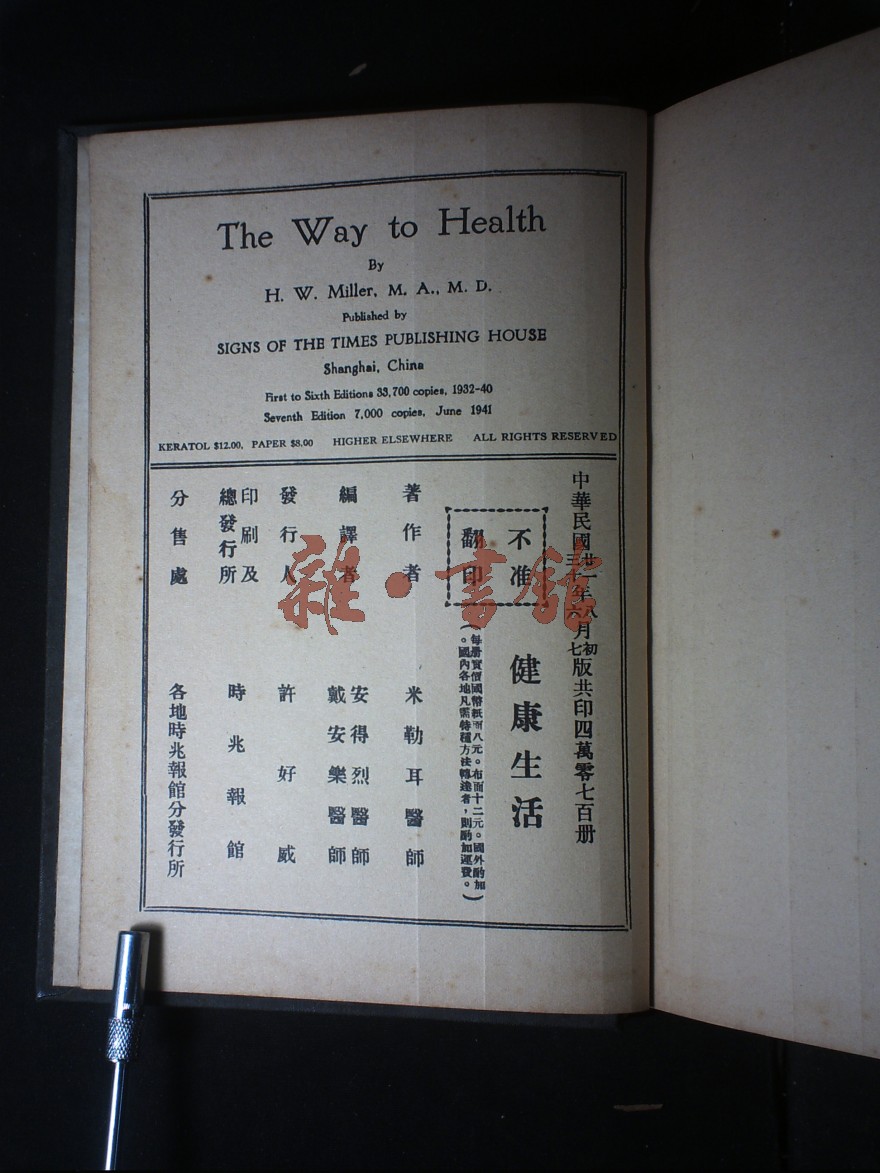 The Way to Health
By
H. W. Miller, M. A., M. D.
Published by
SIGNS OF THE TIMES PUBLISHING HOUSE
Shanghai, China
First to Sixth Editions 33,700 copies, 1932-40
Seventh Edition 7,000 copies, June 1941
KERATOL $12.00, PAPER $8.00 HIGHER ELSEWHERE ALL RIGHTS RESERVED
中華民國廿一年八月初版共印四萬零七百册
三十年六月七
健康生活
不准
翻印
(每册實價國幣紙面八元。布面十二元。國外酌加
。國內各地凡需特種方法轉達者,則酌加運費。)
著作者 米勒耳醫師
編譯者 安得烈醫師
戴安樂醫師
發行人 許好威
印刷及
總發行所 時兆報館
分售處 各地時兆報館分發行所
雜·書館